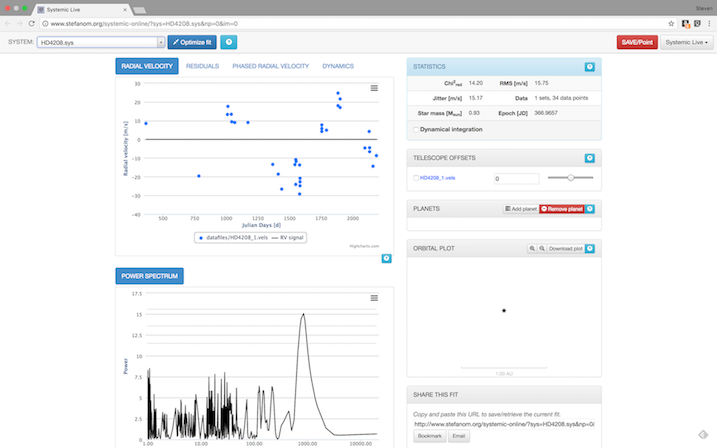 Systemic Live
Steven
www.stefanom.org/systemic-online/?sys=HD4208.sys&np=0&im=0
SYSTEM:
HD4208.sys
Optimize fit
SAVE/Point
Systemic Live
RADIAL VELOCITY
RESIDUALS
PHASED RADIAL VELOCITY
DYNAMICS
30
20
10
0
-10
-20
-30
-40
Radial velocity [m/s]
500
750
1000
1250
1500
1750
2000
Julian Days [d]
datafiles/HD4208_1.vels
RV signal
Highcharts.com
POWER SPECTRUM
17.5
15
12.5
10
7.5
5
2.5
0
Power
1.00
10.00
100.00
1000.00
10000.00
STATISTICS
Chi²red 14.20 RMS [m/s] 15.75
Jitter [m/s] 15.17 Data 1 sets, 34 data points
Star mass [Msun] 0.93 Epoch [JD] 368.9657
Dynamical integration
TELESCOPE OFFSETS
HD4208_1.vels
0
PLANETS
Add planet
Remove planet
ORBITAL PLOT
Download plot
1.00 AU
SHARE THIS FIT
Copy and paste this URL to save/retrieve the current fit:
http://www.stefanom.org/systemic-online/?sys=HD4208.sys&np=0&
Bookmark
Email